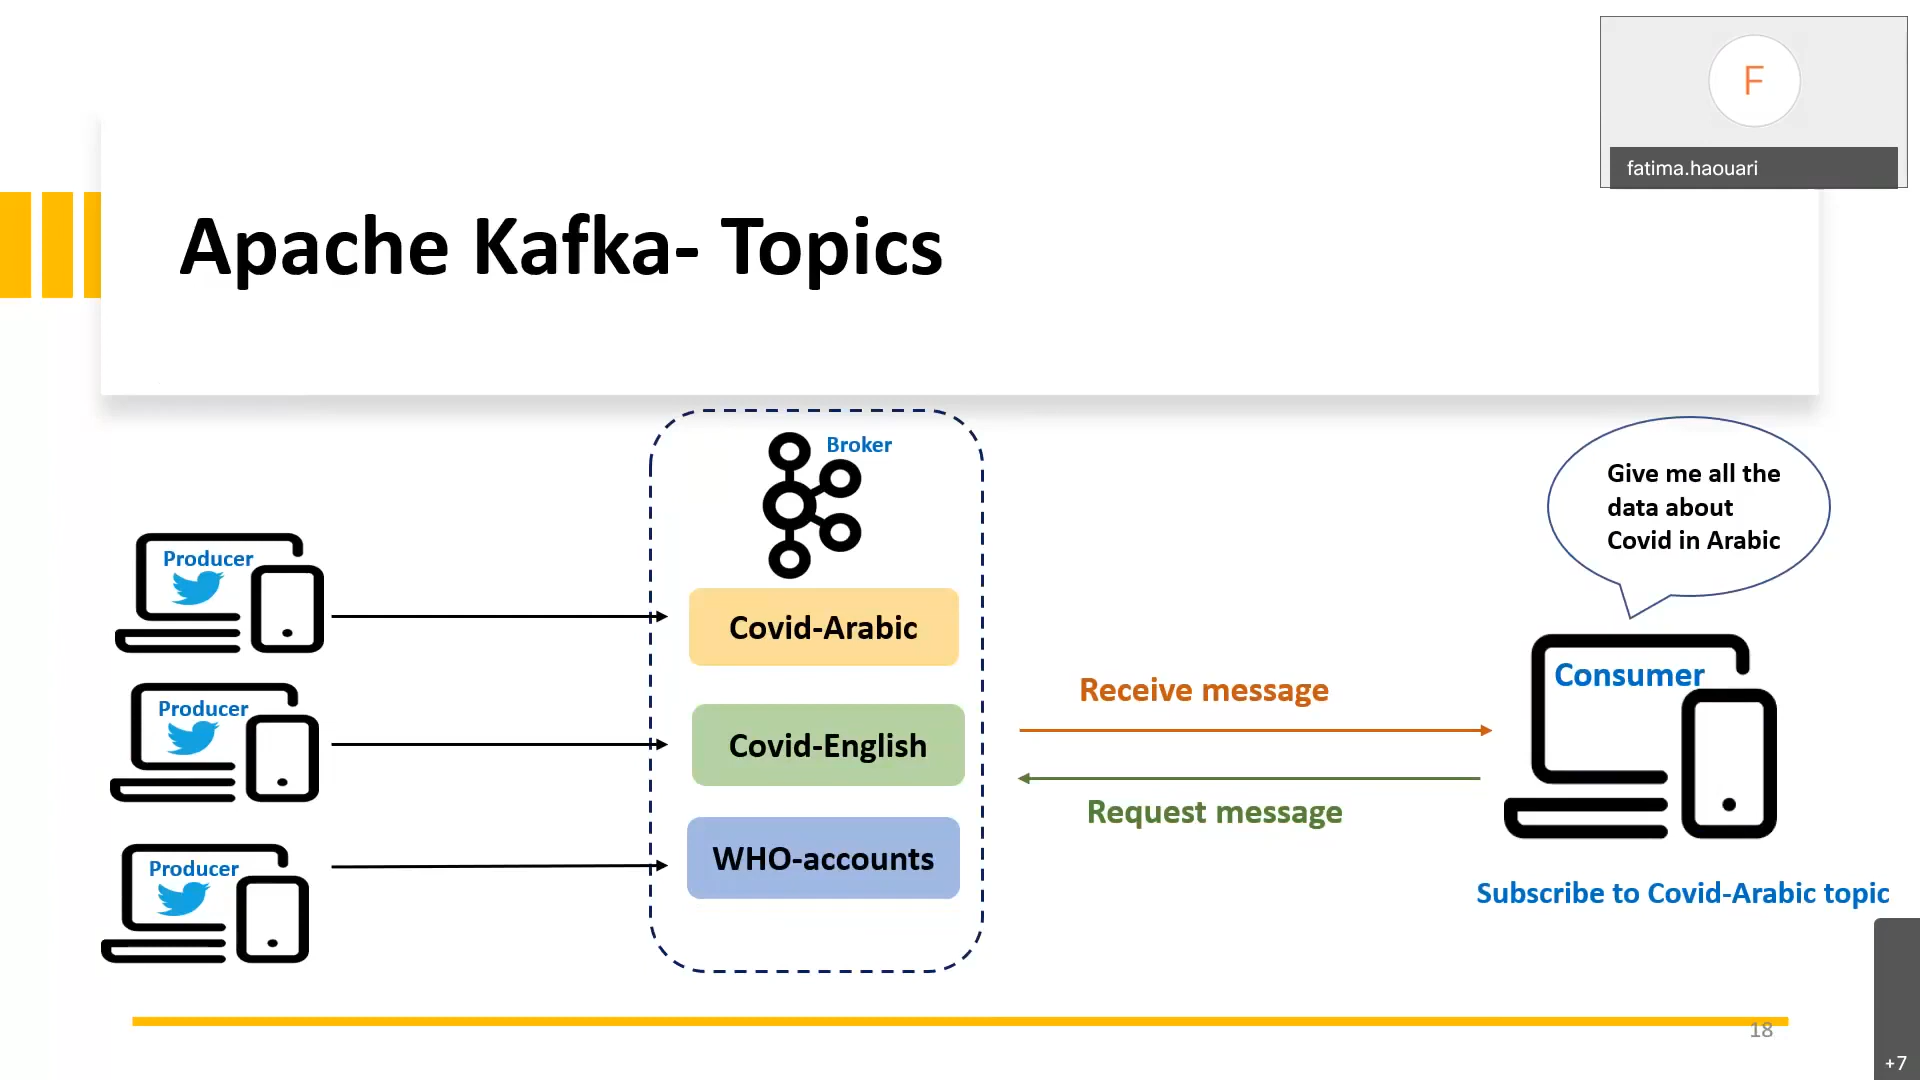 F
fatima.haouari
Apache Kafka- Topics
Broker
Give me all the
data about
Covid in Arabic
Producer
Covid-Arabic
Producer
Covid-English
Producer
WHO-accounts
Receive message
Request message
Consumer
Subscribe to Covid-Arabic topic
18
+7